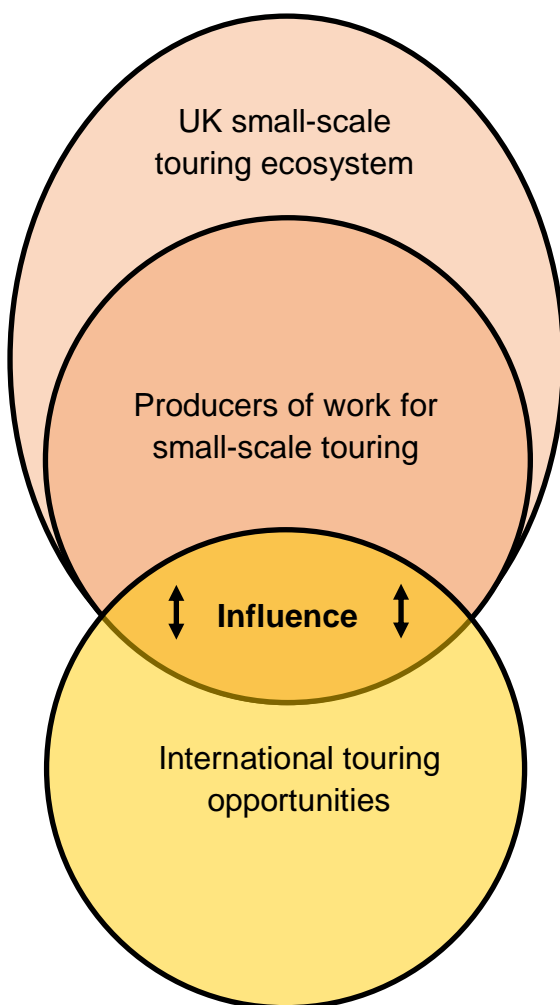 UK small-scale
touring ecosystem
Producers of work for
small-scale touring
Influence
International touring
opportunities